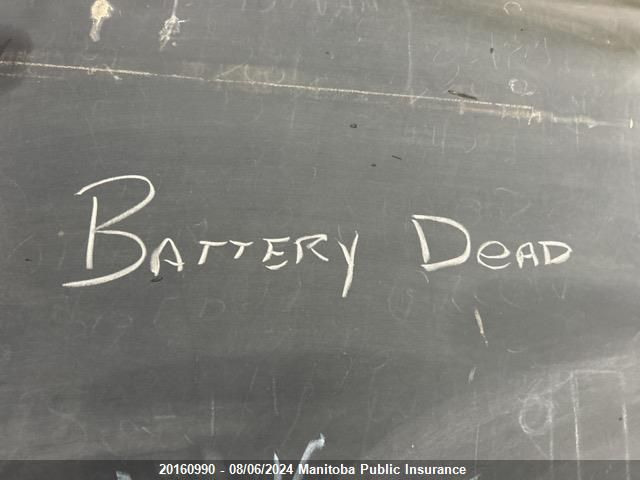 Battery Dead
20160990 - 08/06/2024 Manitoba Public Insurance